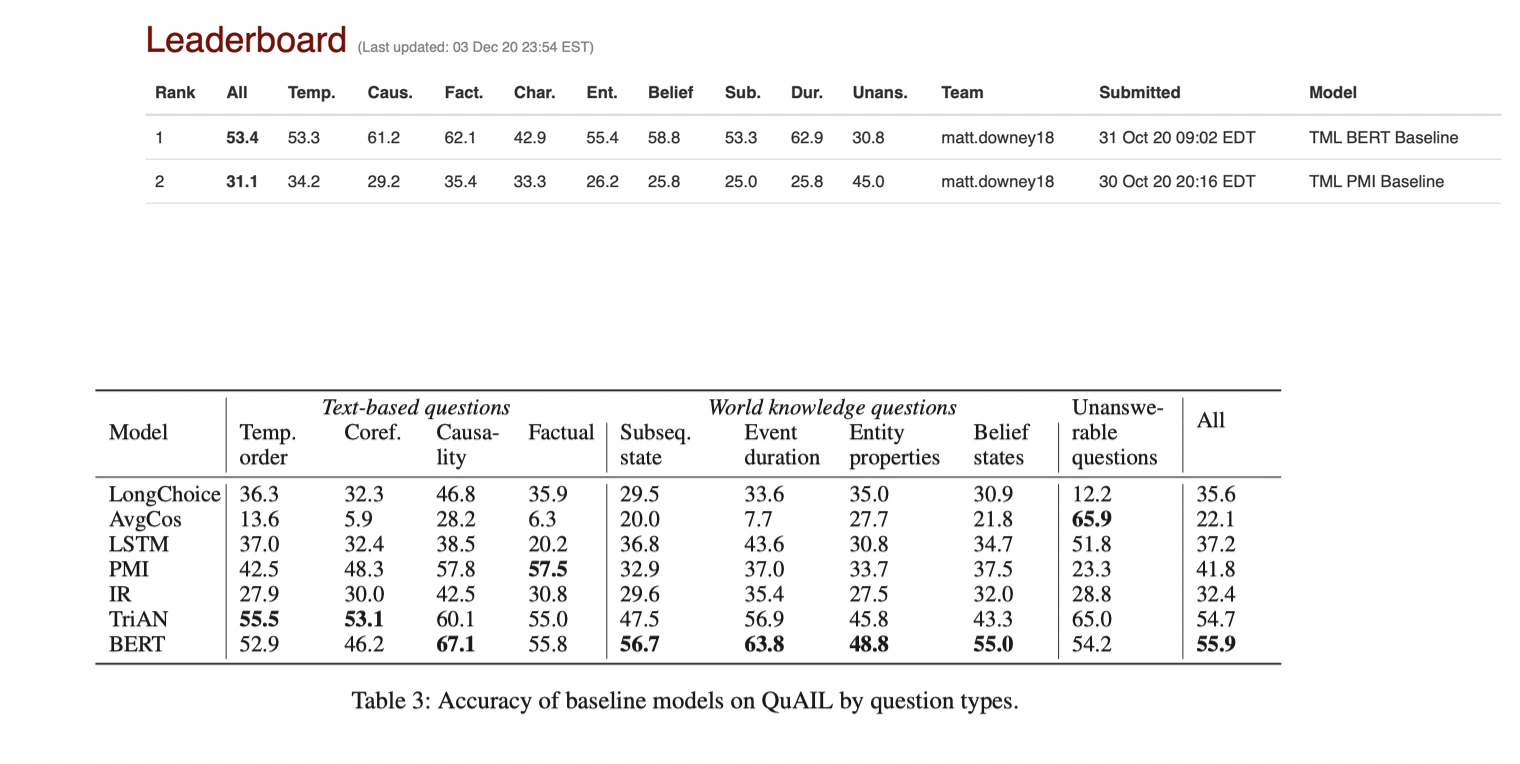 Leaderboard (Last updated: 03 Dec 20 23:54 EST)
Rank All Temp. Caus. Fact. Char. Ent. Belief Sub. Dur. Unans. Team Submitted Model
1 53.4 53.3 61.2 62.1 42.9 55.4 58.8 53.3 62.9 30.8 matt.downey18 31 Oct 20 09:02 EDT TML BERT Baseline
2 31.1 34.2 29.2 35.4 33.3 26.2 25.8 25.0 25.8 45.0 matt.downey18 30 Oct 20 20:16 EDT TML PMI Baseline
Text-based questions World knowledge questions Unanswe-
Model Temp. Coref. Causa- Factual Subseq. Event Entity Belief rable All
order lity state duration properties states questions
LongChoice 36.3 32.3 46.8 35.9 29.5 33.6 35.0 30.9 12.2 35.6
AvgCos 13.6 5.9 28.2 6.3 20.0 7.7 27.7 21.8 65.9 22.1
LSTM 37.0 32.4 38.5 20.2 36.8 43.6 30.8 34.7 51.8 37.2
PMI 42.5 48.3 57.8 57.5 32.9 37.0 33.7 37.5 23.3 41.8
IR 27.9 30.0 42.5 30.8 29.6 35.4 27.5 32.0 28.8 32.4
TriAN 55.5 53.1 60.1 55.0 47.5 56.9 45.8 43.3 65.0 54.7
BERT 52.9 46.2 67.1 55.8 56.7 63.8 48.8 55.0 54.2 55.9
Table 3: Accuracy of baseline models on QuAIL by question types.